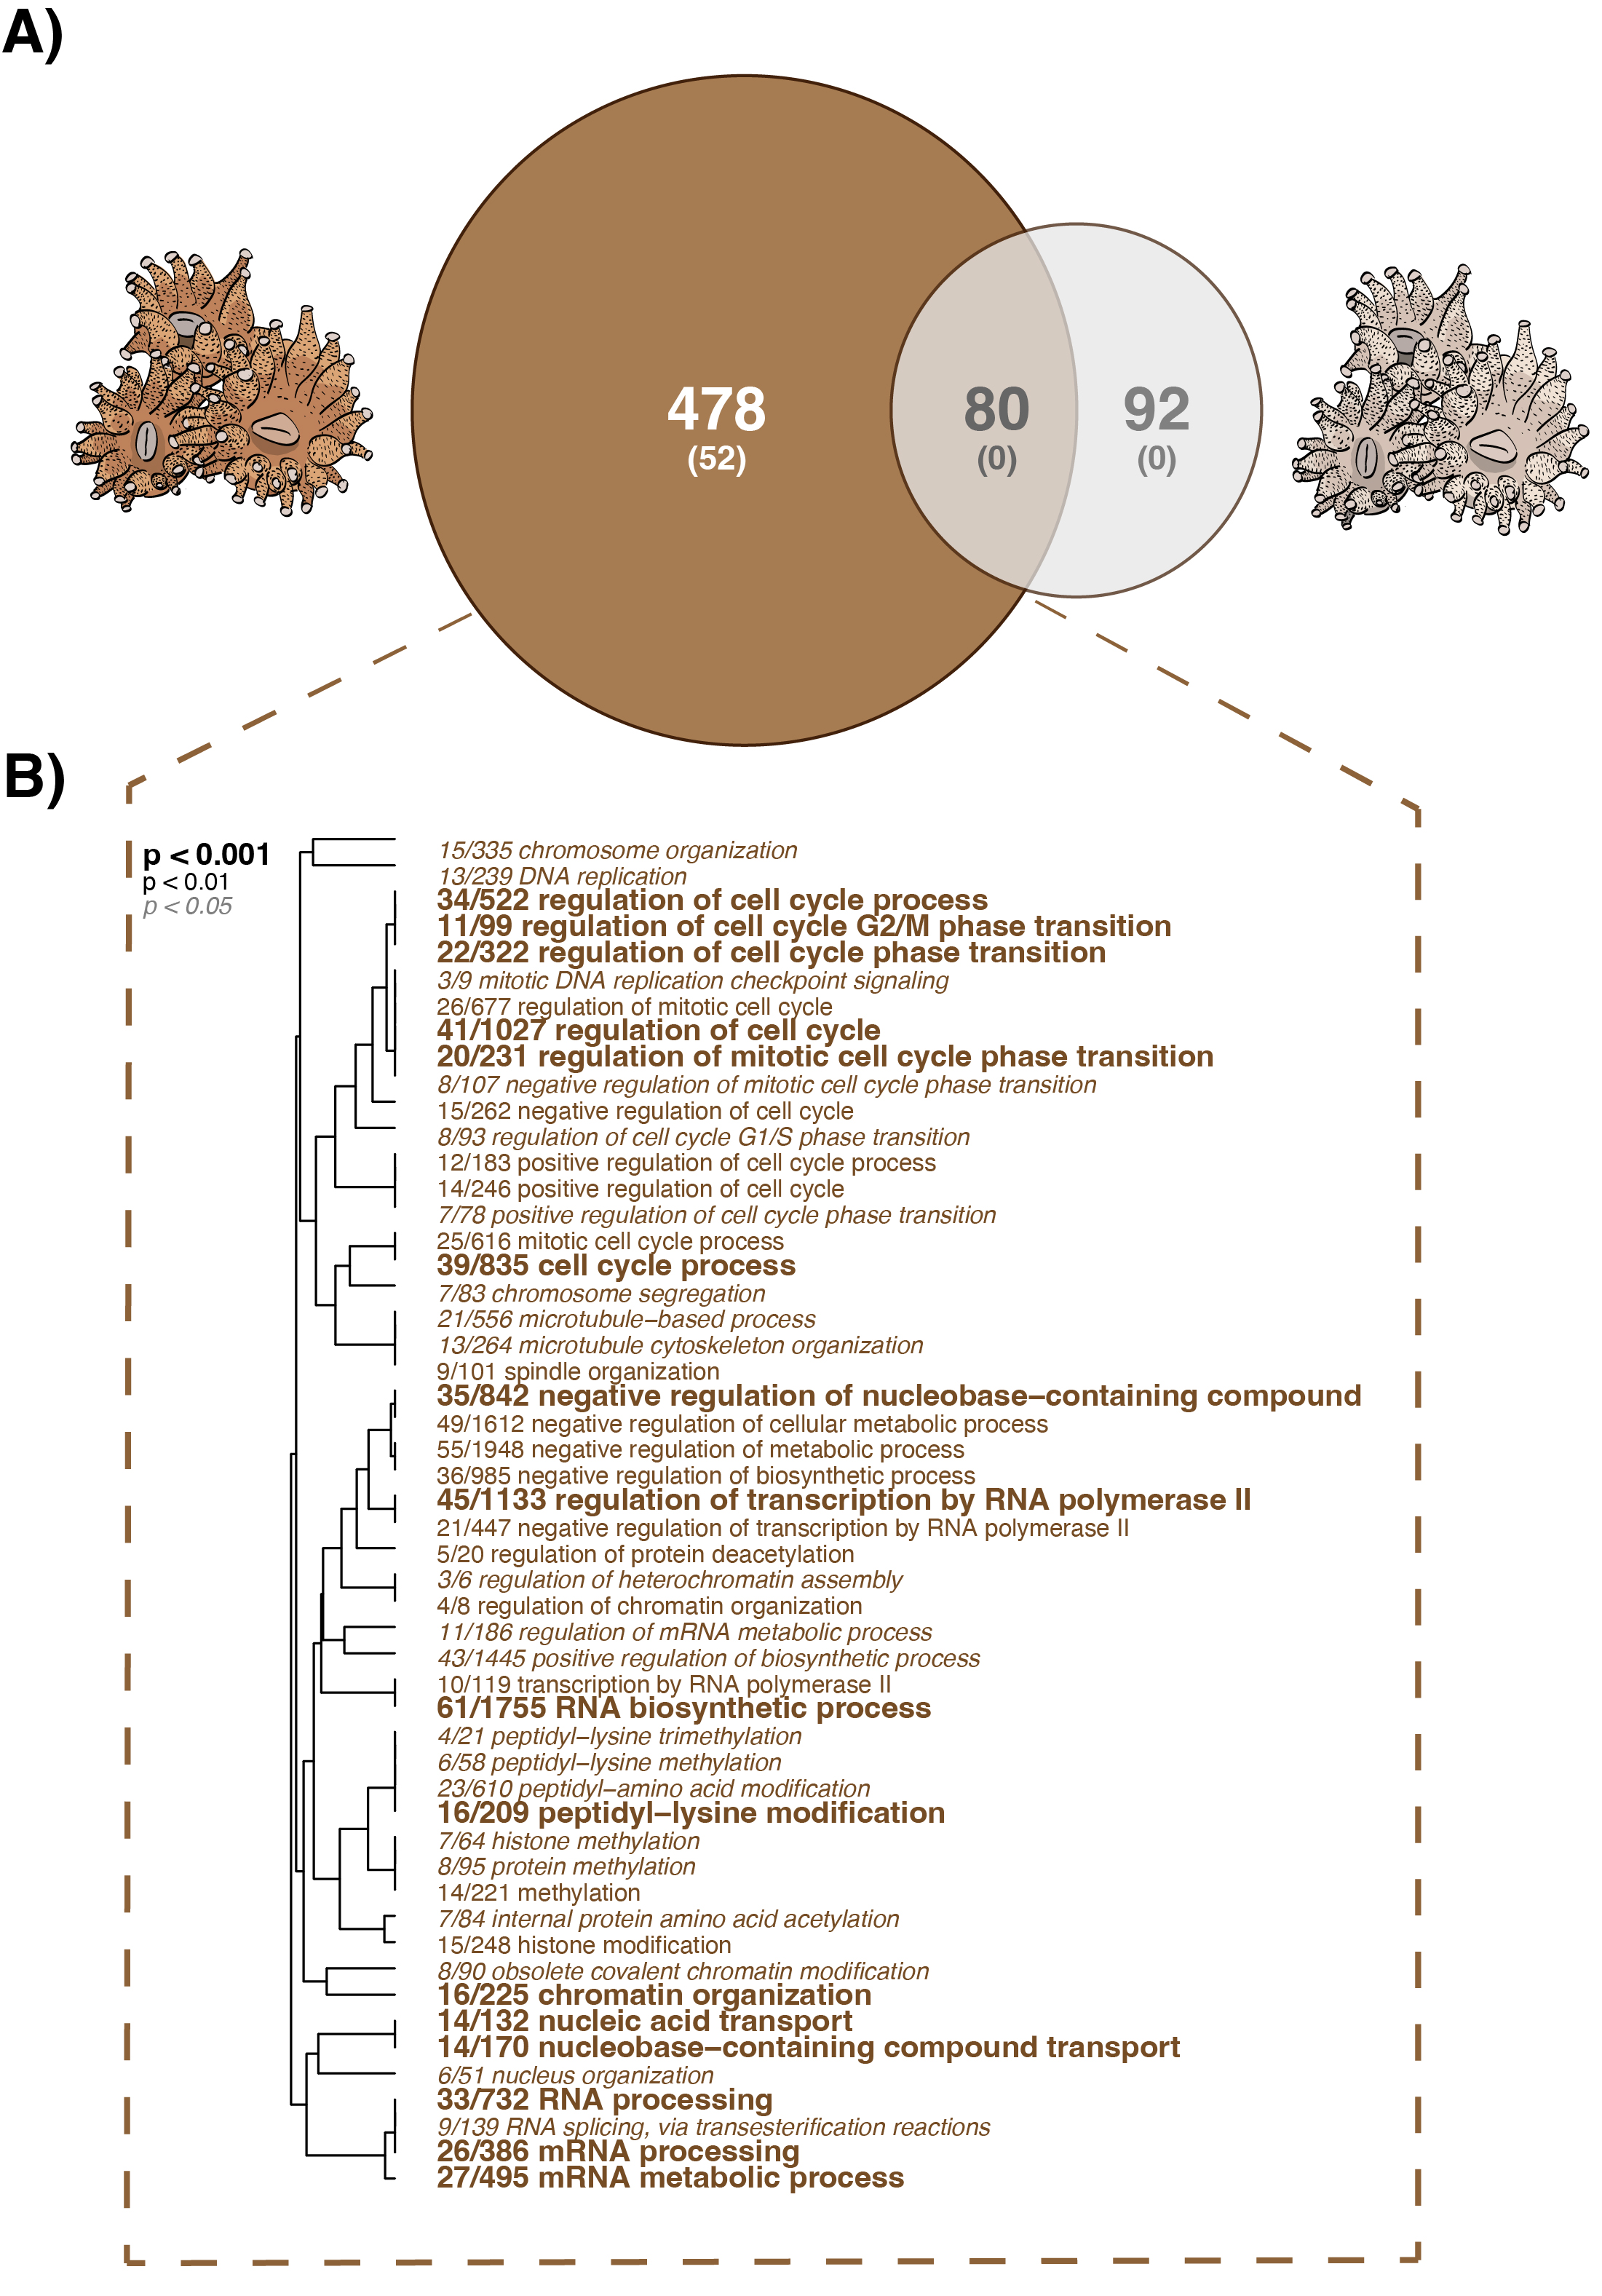 A)
478
(52)
80
(0)
92
(0)
B)
p < 0.001
p < 0.01
p < 0.05
15/335 chromosome organization
13/239 DNA replication
34/522 regulation of cell cycle process
11/99 regulation of cell cycle G2/M phase transition
22/322 regulation of cell cycle phase transition
3/9 mitotic DNA replication checkpoint signaling
26/677 regulation of mitotic cell cycle
41/1027 regulation of cell cycle
20/231 regulation of mitotic cell cycle phase transition
8/107 negative regulation of mitotic cell cycle phase transition
15/262 negative regulation of cell cycle
8/93 regulation of cell cycle G1/S phase transition
12/183 positive regulation of cell cycle process
14/246 positive regulation of cell cycle
7/78 positive regulation of cell cycle phase transition
25/616 mitotic cell cycle process
39/835 cell cycle process
7/83 chromosome segregation
21/556 microtubule−based process
13/264 microtubule cytoskeleton organization
9/101 spindle organization
35/842 negative regulation of nucleobase−containing compound
49/1612 negative regulation of cellular metabolic process
55/1948 negative regulation of metabolic process
36/985 negative regulation of biosynthetic process
45/1133 regulation of transcription by RNA polymerase II
21/447 negative regulation of transcription by RNA polymerase II
5/20 regulation of protein deacetylation
3/6 regulation of heterochromatin assembly
4/8 regulation of chromatin organization
11/186 regulation of mRNA metabolic process
43/1445 positive regulation of biosynthetic process
10/119 transcription by RNA polymerase II
61/1755 RNA biosynthetic process
4/21 peptidyl−lysine trimethylation
6/58 peptidyl−lysine methylation
23/610 peptidyl−amino acid modification
16/209 peptidyl−lysine modification
7/64 histone methylation
8/95 protein methylation
14/221 methylation
7/84 internal protein amino acid acetylation
15/248 histone modification
8/90 obsolete covalent chromatin modification
16/225 chromatin organization
14/132 nucleic acid transport
14/170 nucleobase−containing compound transport
6/51 nucleus organization
33/732 RNA processing
9/139 RNA splicing, via transesterification reactions
26/386 mRNA processing
27/495 mRNA metabolic process